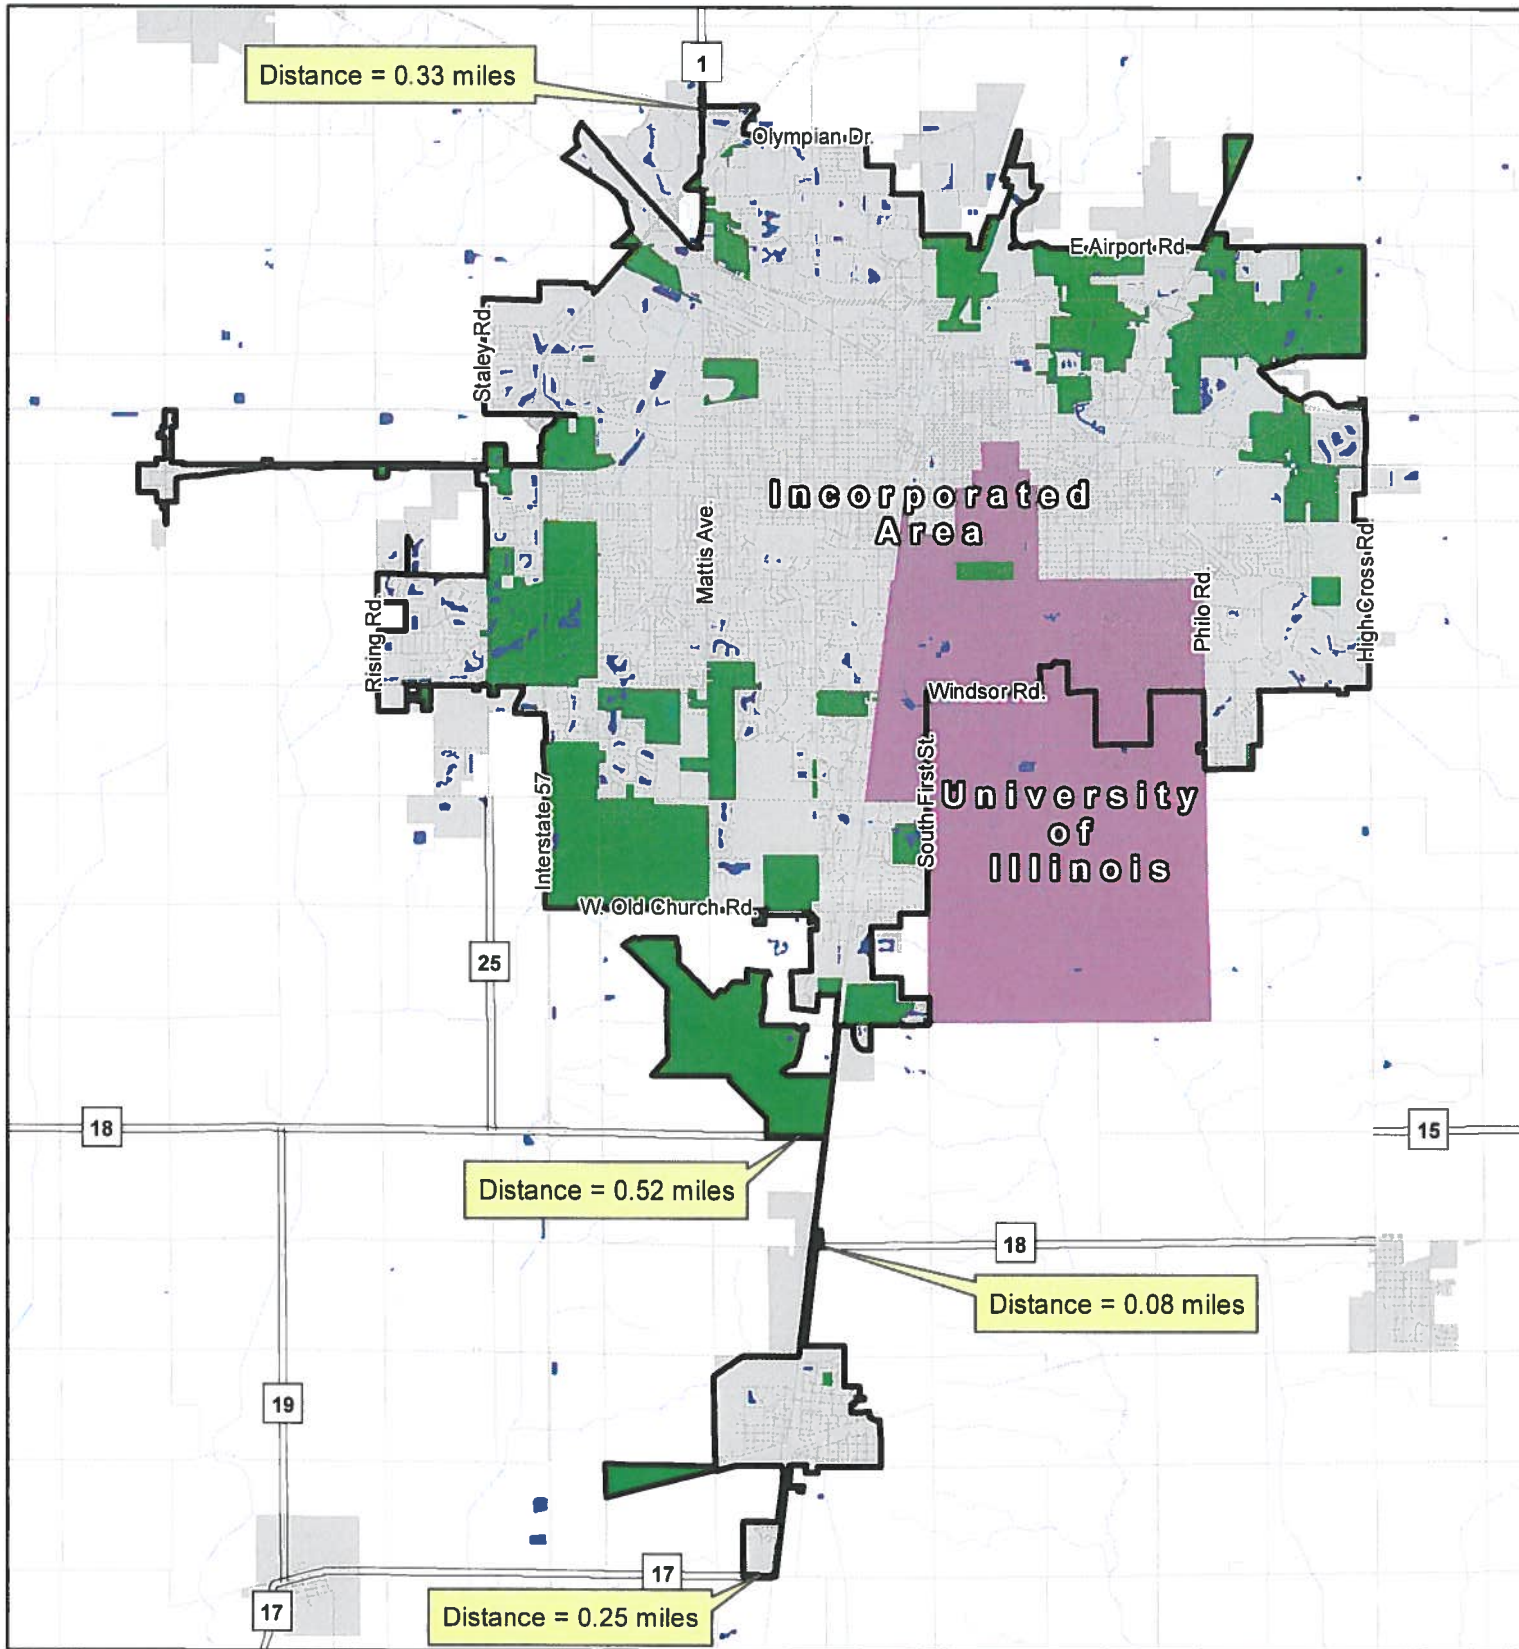 1
Distance = 0.33 miles
Olympian Dr.
E Airport Rd.
Staley Rd.
Incorporated
Area
Mattis Ave.
High Cross Rd.
Philo Rd.
Rising Rd.
Windsor Rd.
South First St.
University
of
Illinois
Interstate 57
W. Old Church Rd.
25
18
15
Distance = 0.52 miles
18
Distance = 0.08 miles
19
17
17
Distance = 0.25 miles